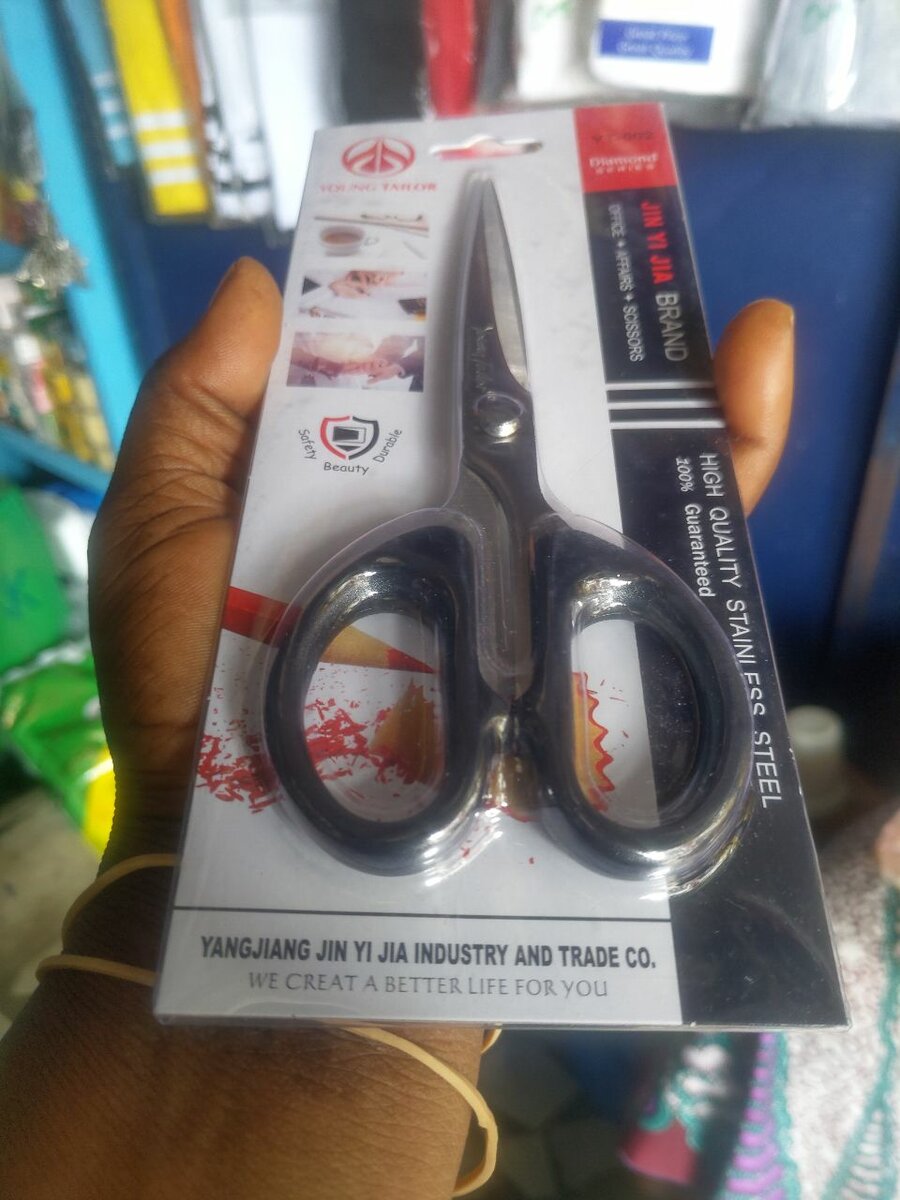 YOUNG TAILOR
Diamond
SERIES
JIN YI JIA BRAND
OFFICE + AFFAIRS + SCISSORS
Safety
Beauty
Durable
HIGH QUALITY STAINLESS STEEL
100% Guaranteed
YANGJIANG JIN YI JIA INDUSTRY AND TRADE CO.
WE CREAT A BETTER LIFE FOR YOU